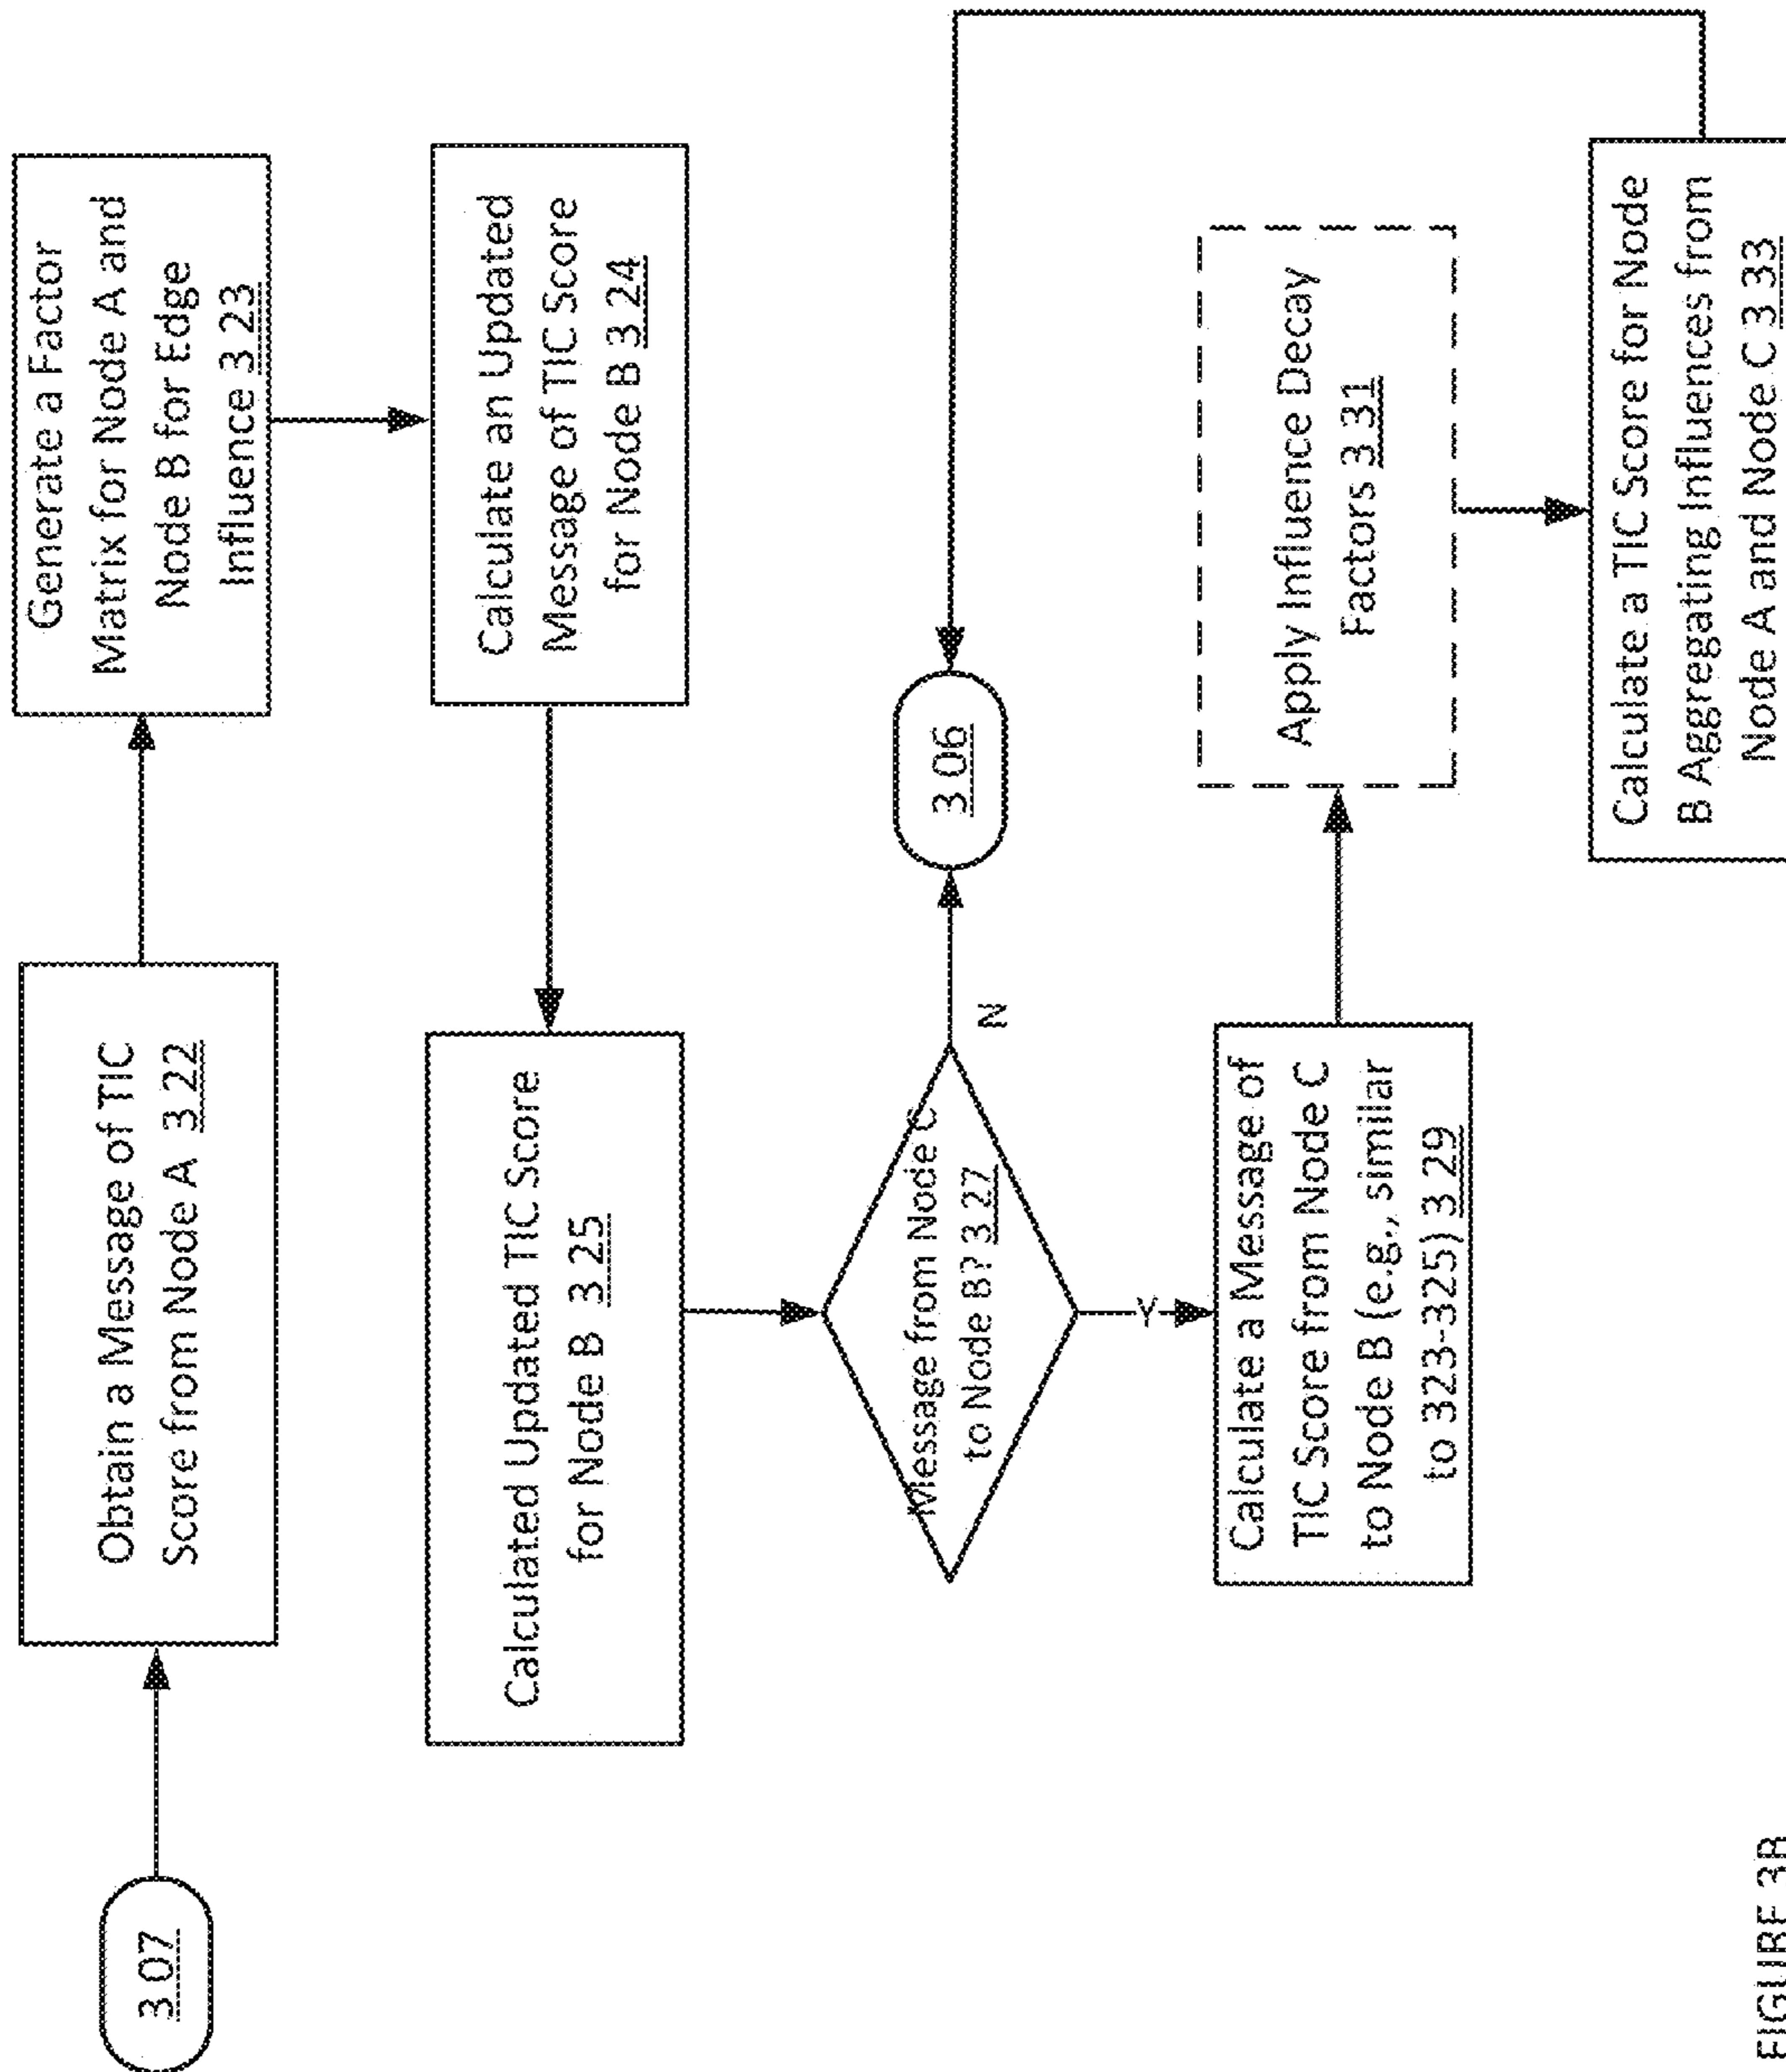 3 07
Obtain a Message of TIC
Score from Node A 3 22
Generate a Factor
Matrix for Node A and
Node B for Edge
Influence 3 23
Calculated Updated TIC Score
for Node B 3 25
Calculate an Updated
Message of TIC Score
for Node B 3 24
Message from Node C
to Node B? 3 27
N
3 06
Y
Calculate a Message of
TIC Score from Node C
to Node B (e.g., similar
to 323-325) 3 29
Apply Influence Decay
Factors 3 31
Calculate a TIC Score for Node
B Aggregating Influences from
Node A and Node C 3 33
FIGURE 3B